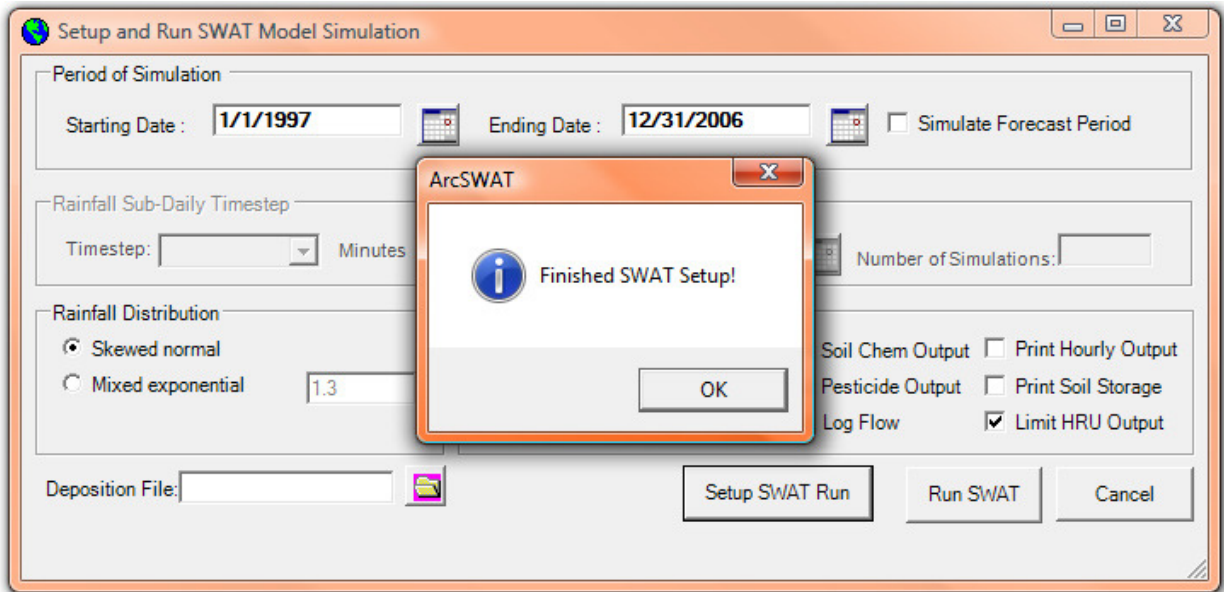 Setup and Run SWAT Model Simulation
Period of Simulation
Starting Date : 1/1/1997 Ending Date : 12/31/2006 Simulate Forecast Period
ArcSWAT
Rainfall Sub-Daily Timestep
Timestep: Minutes Number of Simulations:
Finished SWAT Setup!
Rainfall Distribution
Skewed normal Soil Chem Output Print Hourly Output
Mixed exponential 1.3 OK Pesticide Output Print Soil Storage
Log Flow Limit HRU Output
Deposition File: Setup SWAT Run Run SWAT Cancel